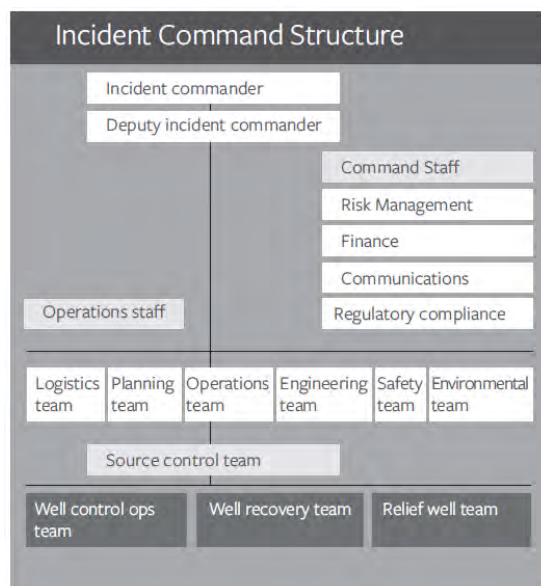 Incident Command Structure
Incident commander
Deputy incident commander
Command Staff
Risk Management
Finance
Communications
Operations staff
Regulatory compliance
Logistics team
Planning team
Operations team
Engineering team
Safety team
Environmental team
Source control team
Well control ops team
Well recovery team
Relief well team